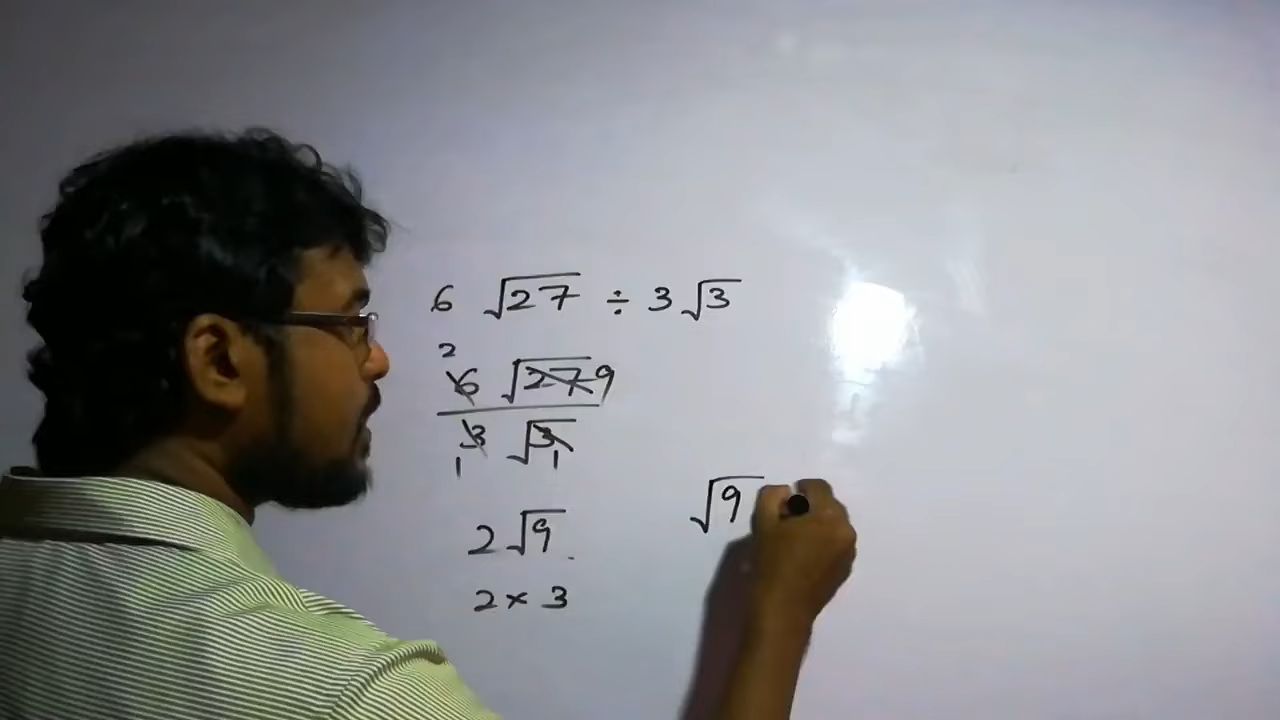 6 √27 ÷ 3 √3
2
6 √27 9
3 √3
1 1
2 √9
2 × 3
√9